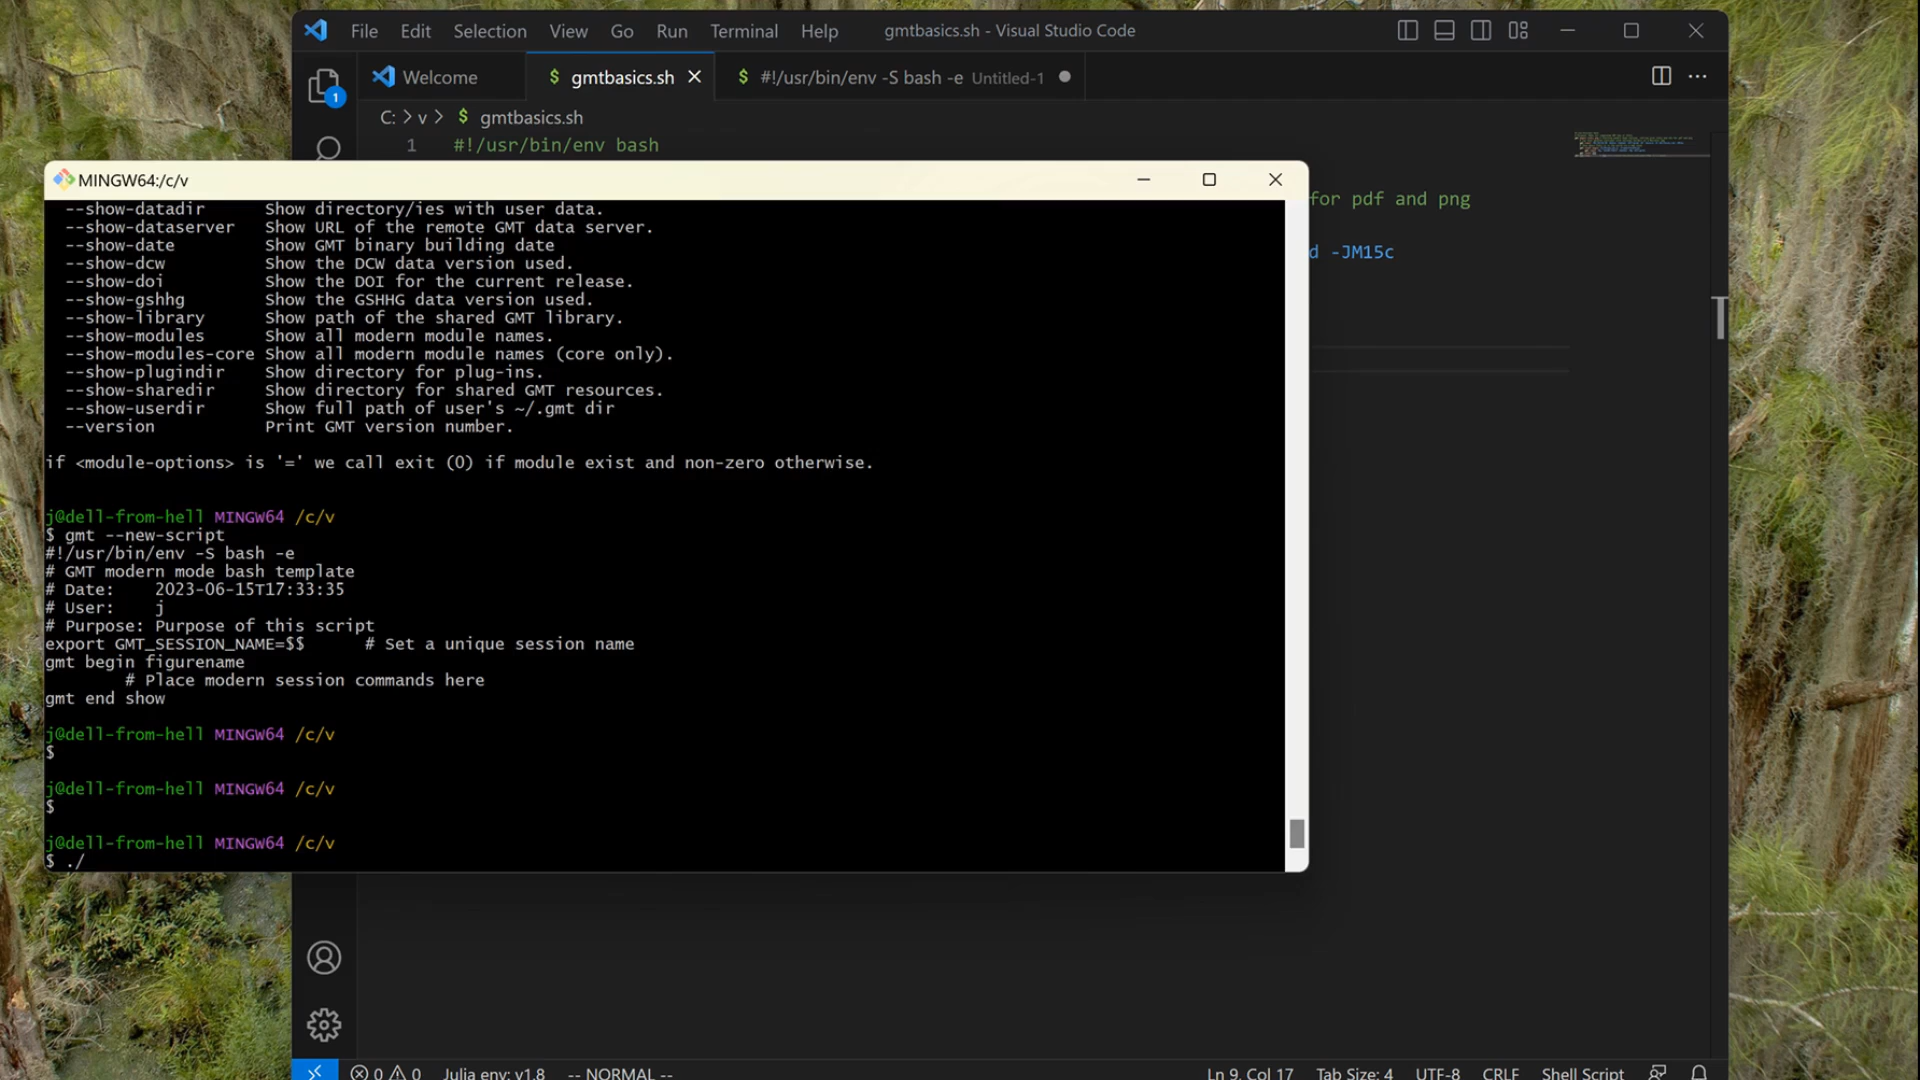 File Edit Selection View Go Run Terminal Help gmtbasics.sh - Visual Studio Code
Welcome $ gmtbasics.sh $ #!/usr/bin/env -S bash -e Untitled-1
1
C: > v > $ gmtbasics.sh
1 #!/usr/bin/env bash
MINGW64:/c/v
for pdf and png
d -JM15c
--show-datadir Show directory/ies with user data.
--show-dataserver Show URL of the remote GMT data server.
--show-date Show GMT binary building date
--show-dcw Show the DCW data version used.
--show-doi Show the DOI for the current release.
--show-gshhg Show the GSHHG data version used.
--show-library Show path of the shared GMT library.
--show-modules Show all modern module names.
--show-modules-core Show all modern module names (core only).
--show-plugindir Show directory for plug-ins.
--show-sharedir Show directory for shared GMT resources.
--show-userdir Show full path of user's ~/.gmt dir
--version Print GMT version number.
if <module-options> is '=' we call exit (0) if module exist and non-zero otherwise.
j@dell-from-hell MINGW64 /c/v
$ gmt --new-script
#!/usr/bin/env -S bash -e
# GMT modern mode bash template
# Date: 2023-06-15T17:33:35
# User: j
# Purpose: Purpose of this script
export GMT_SESSION_NAME=$$ # Set a unique session name
gmt begin figurename
# Place modern session commands here
gmt end show
j@dell-from-hell MINGW64 /c/v
$
j@dell-from-hell MINGW64 /c/v
$
j@dell-from-hell MINGW64 /c/v
$ ./
0 0 Julia env: v1.8 -- NORMAL -- Ln 9, Col 17 Tab Size: 4 UTF-8 CRLF Shell Script